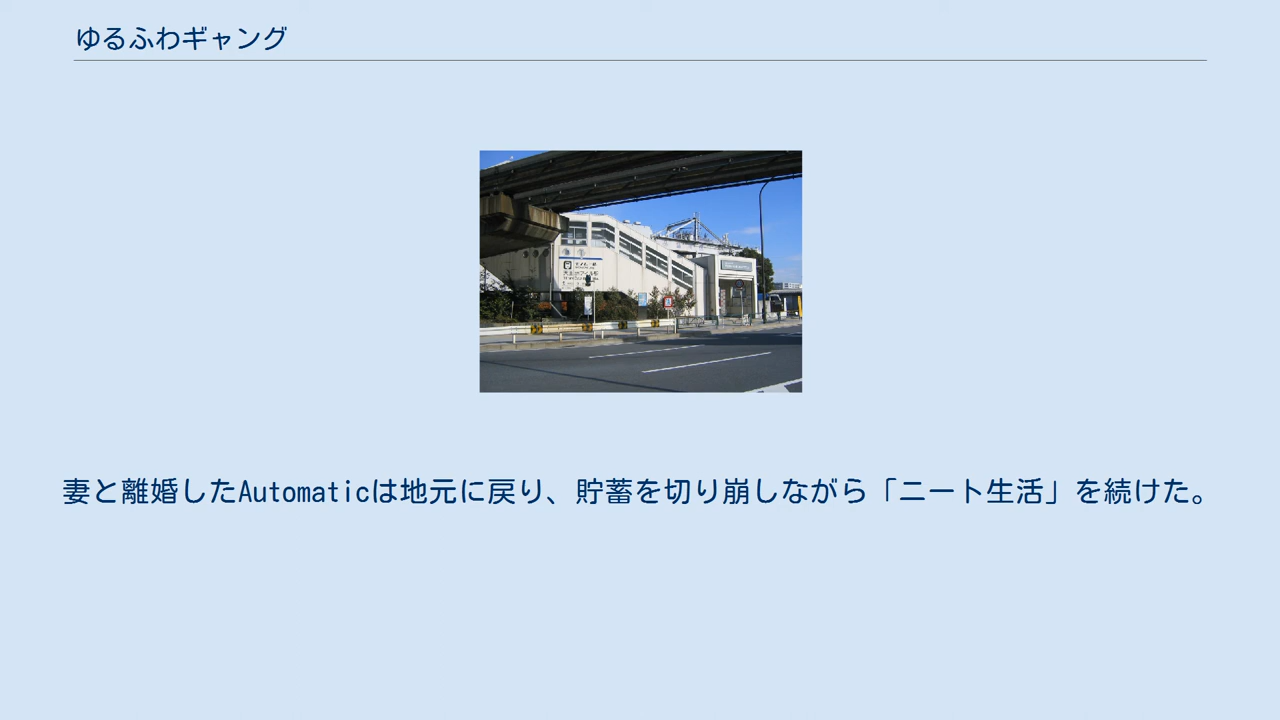 ゆるふわギャング
妻と離婚したAutomaticは地元に戻り、貯蓄を切り崩しながら「ニート生活」を続けた。